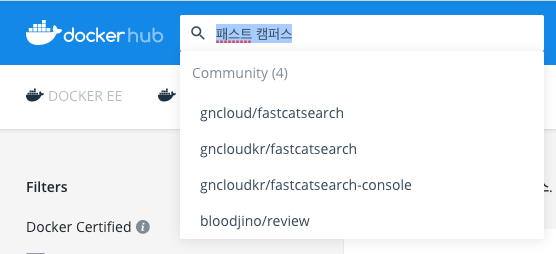 dockerhub
패스트 캠퍼스
Community (4)
DOCKER EE
gncloud/fastcatsearch
gncloudkr/fastcatsearch
gncloudkr/fastcatsearch-console
스.
Filters
bloodjino/review
Docker Certified